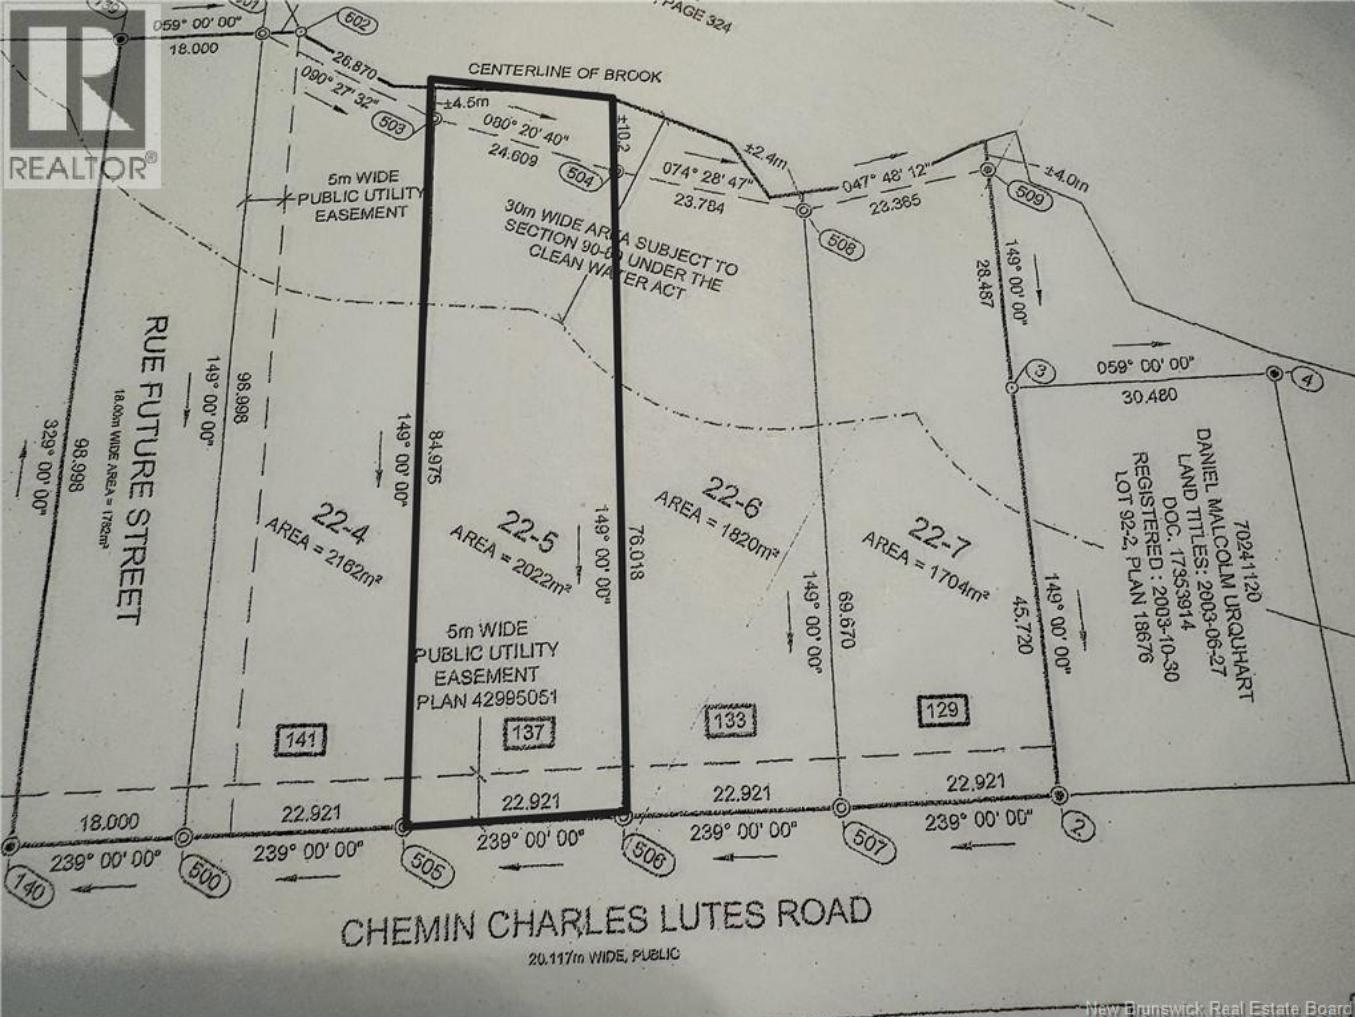 REALTOR®
139
501
502
059° 00' 00"
18.000
, PAGE 324
26.870
090° 27' 32"
CENTERLINE OF BROOK
±4.5m
503
080° 20' 40"
24.609
±10.2
504
±2.4m
074° 28' 47"
23.784
047° 48' 12"
23.365
508
±4.0m
509
5m WIDE
PUBLIC UTILITY
EASEMENT
30m WIDE AREA SUBJECT TO
SECTION 90-80 UNDER THE
CLEAN WATER ACT
149° 00' 00"
28.487
3
059° 00' 00"
30.480
4
RUE FUTURE STREET
18.00m WIDE AREA = 1782m²
329° 00' 00"
98.998
149° 00' 00"
98.998
149° 00' 00"
84.975
22-4
AREA = 2162m²
22-5
AREA = 2022m²
149° 00' 00"
76.018
22-6
AREA = 1820m²
149° 00' 00"
69.670
22-7
AREA = 1704m²
149° 00' 00"
45.720
70241120
DANIEL MALCOLM URQUHART
LAND TITLES: 2003-06-27
DOC. 17353914
REGISTERED : 2003-10-30
LOT 92-2, PLAN 18676
5m WIDE
PUBLIC UTILITY
EASEMENT
PLAN 42995051
141
137
133
129
18.000
22.921
22.921
22.921
22.921
239° 00' 00"
239° 00' 00"
239° 00' 00"
239° 00' 00"
239° 00' 00"
140
500
505
506
507
2
CHEMIN CHARLES LUTES ROAD
20.117m WIDE, PUBLIC
New Brunswick Real Estate Board